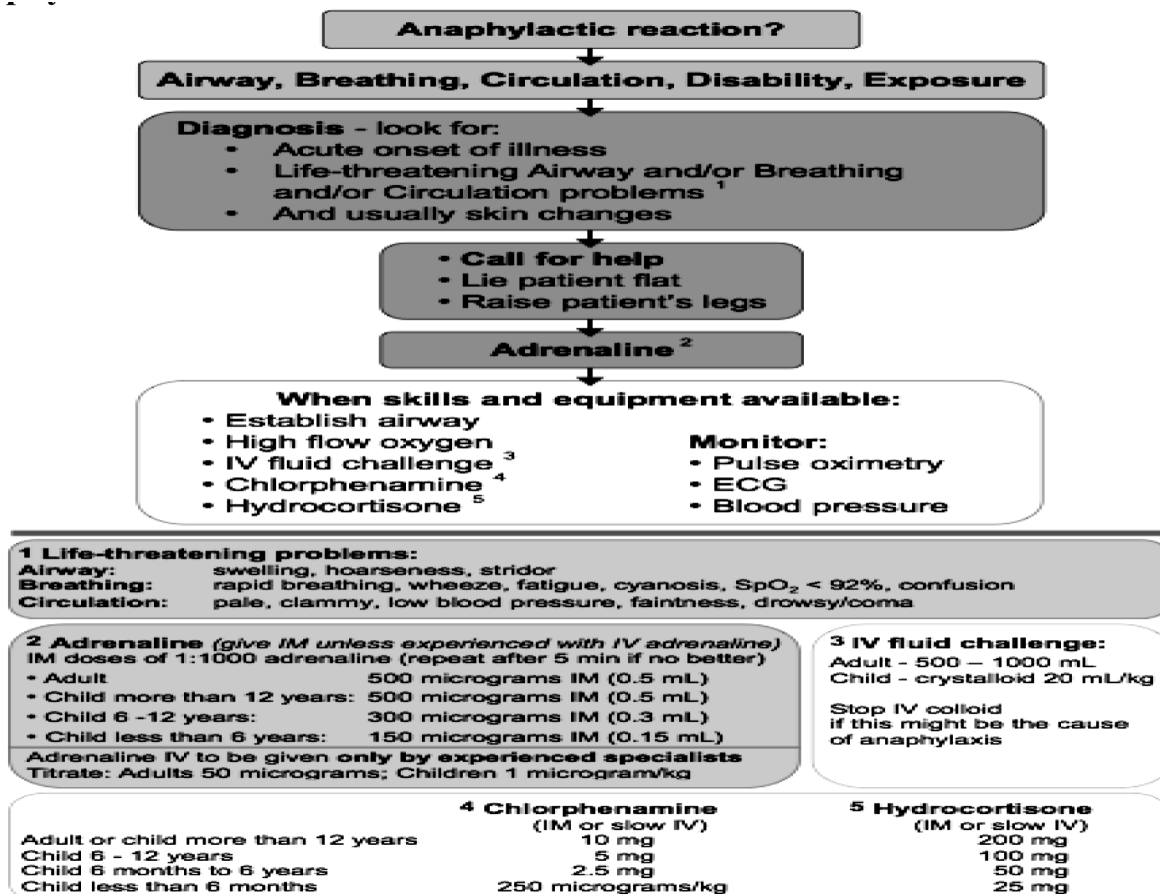 Anaphylactic reaction?
Airway, Breathing, Circulation, Disability, Exposure
Diagnosis - look for:
• Acute onset of illness
• Life-threatening Airway and/or Breathing
and/or Circulation problems ¹
• And usually skin changes
• Call for help
• Lie patient flat
• Raise patient's legs
Adrenaline ²
When skills and equipment available:
• Establish airway
• High flow oxygen
• IV fluid challenge ³
• Chlorphenamine ⁴
• Hydrocortisone ⁵
Monitor:
• Pulse oximetry
• ECG
• Blood pressure
1 Life-threatening problems:
Airway: swelling, hoarseness, stridor
Breathing: rapid breathing, wheeze, fatigue, cyanosis, SpO₂ < 92%, confusion
Circulation: pale, clammy, low blood pressure, faintness, drowsy/coma
² Adrenaline (give IM unless experienced with IV adrenaline)
IM doses of 1:1000 adrenaline (repeat after 5 min if no better)
• Adult 500 micrograms IM (0.5 mL)
• Child more than 12 years: 500 micrograms IM (0.5 mL)
• Child 6 -12 years: 300 micrograms IM (0.3 mL)
• Child less than 6 years: 150 micrograms IM (0.15 mL)
Adrenaline IV to be given only by experienced specialists
Titrate: Adults 50 micrograms; Children 1 microgram/kg
³ IV fluid challenge:
Adult - 500 – 1000 mL
Child - crystalloid 20 mL/kg
Stop IV colloid
if this might be the cause
of anaphylaxis
⁴ Chlorphenamine ⁵ Hydrocortisone
(IM or slow IV) (IM or slow IV)
Adult or child more than 12 years 10 mg 200 mg
Child 6 - 12 years 5 mg 100 mg
Child 6 months to 6 years 2.5 mg 50 mg
Child less than 6 months 250 micrograms/kg 25 mg